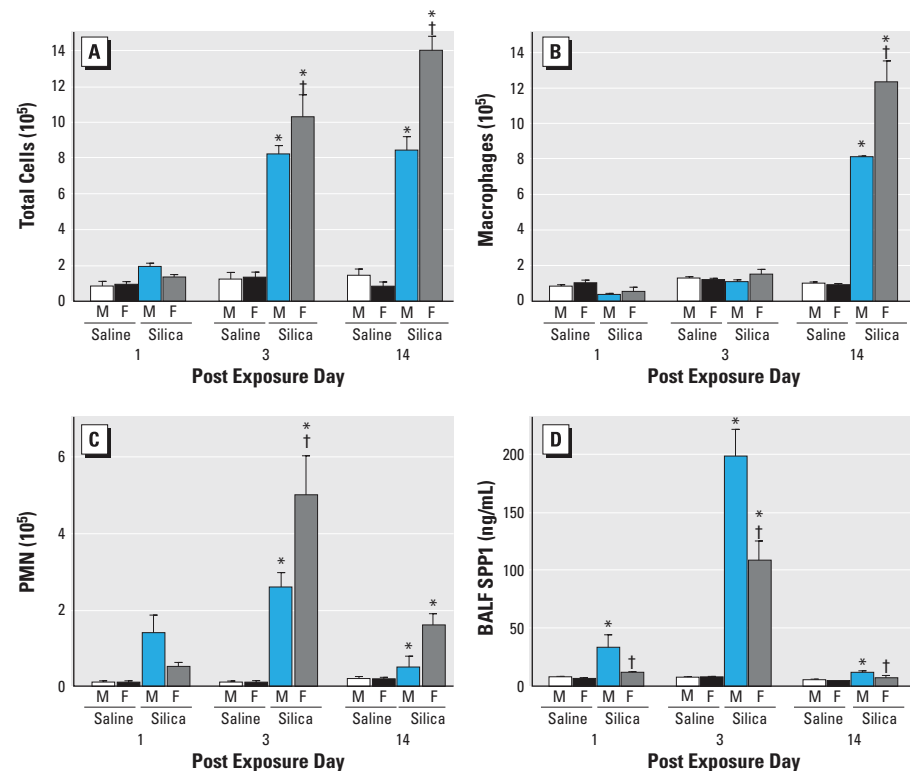 A
Total Cells (10⁵)
14
12
10
8
6
4
2
0
*
†
*
*
*
†
M F M F M F M F M F M F
Saline Silica Saline Silica Saline Silica
1 3 14
Post Exposure Day
B
Macrophages (10⁵)
14
12
10
8
6
4
2
0
*
*
†
M F M F M F M F M F M F
Saline Silica Saline Silica Saline Silica
1 3 14
Post Exposure Day
C
PMN (10⁵)
6
4
2
0
*
*
†
*
*
M F M F M F M F M F M F
Saline Silica Saline Silica Saline Silica
1 3 14
Post Exposure Day
D
BALF SPP1 (ng/mL)
200
150
100
50
0
*
†
*
*
†
*
†
M F M F M F M F M F M F
Saline Silica Saline Silica Saline Silica
1 3 14
Post Exposure Day